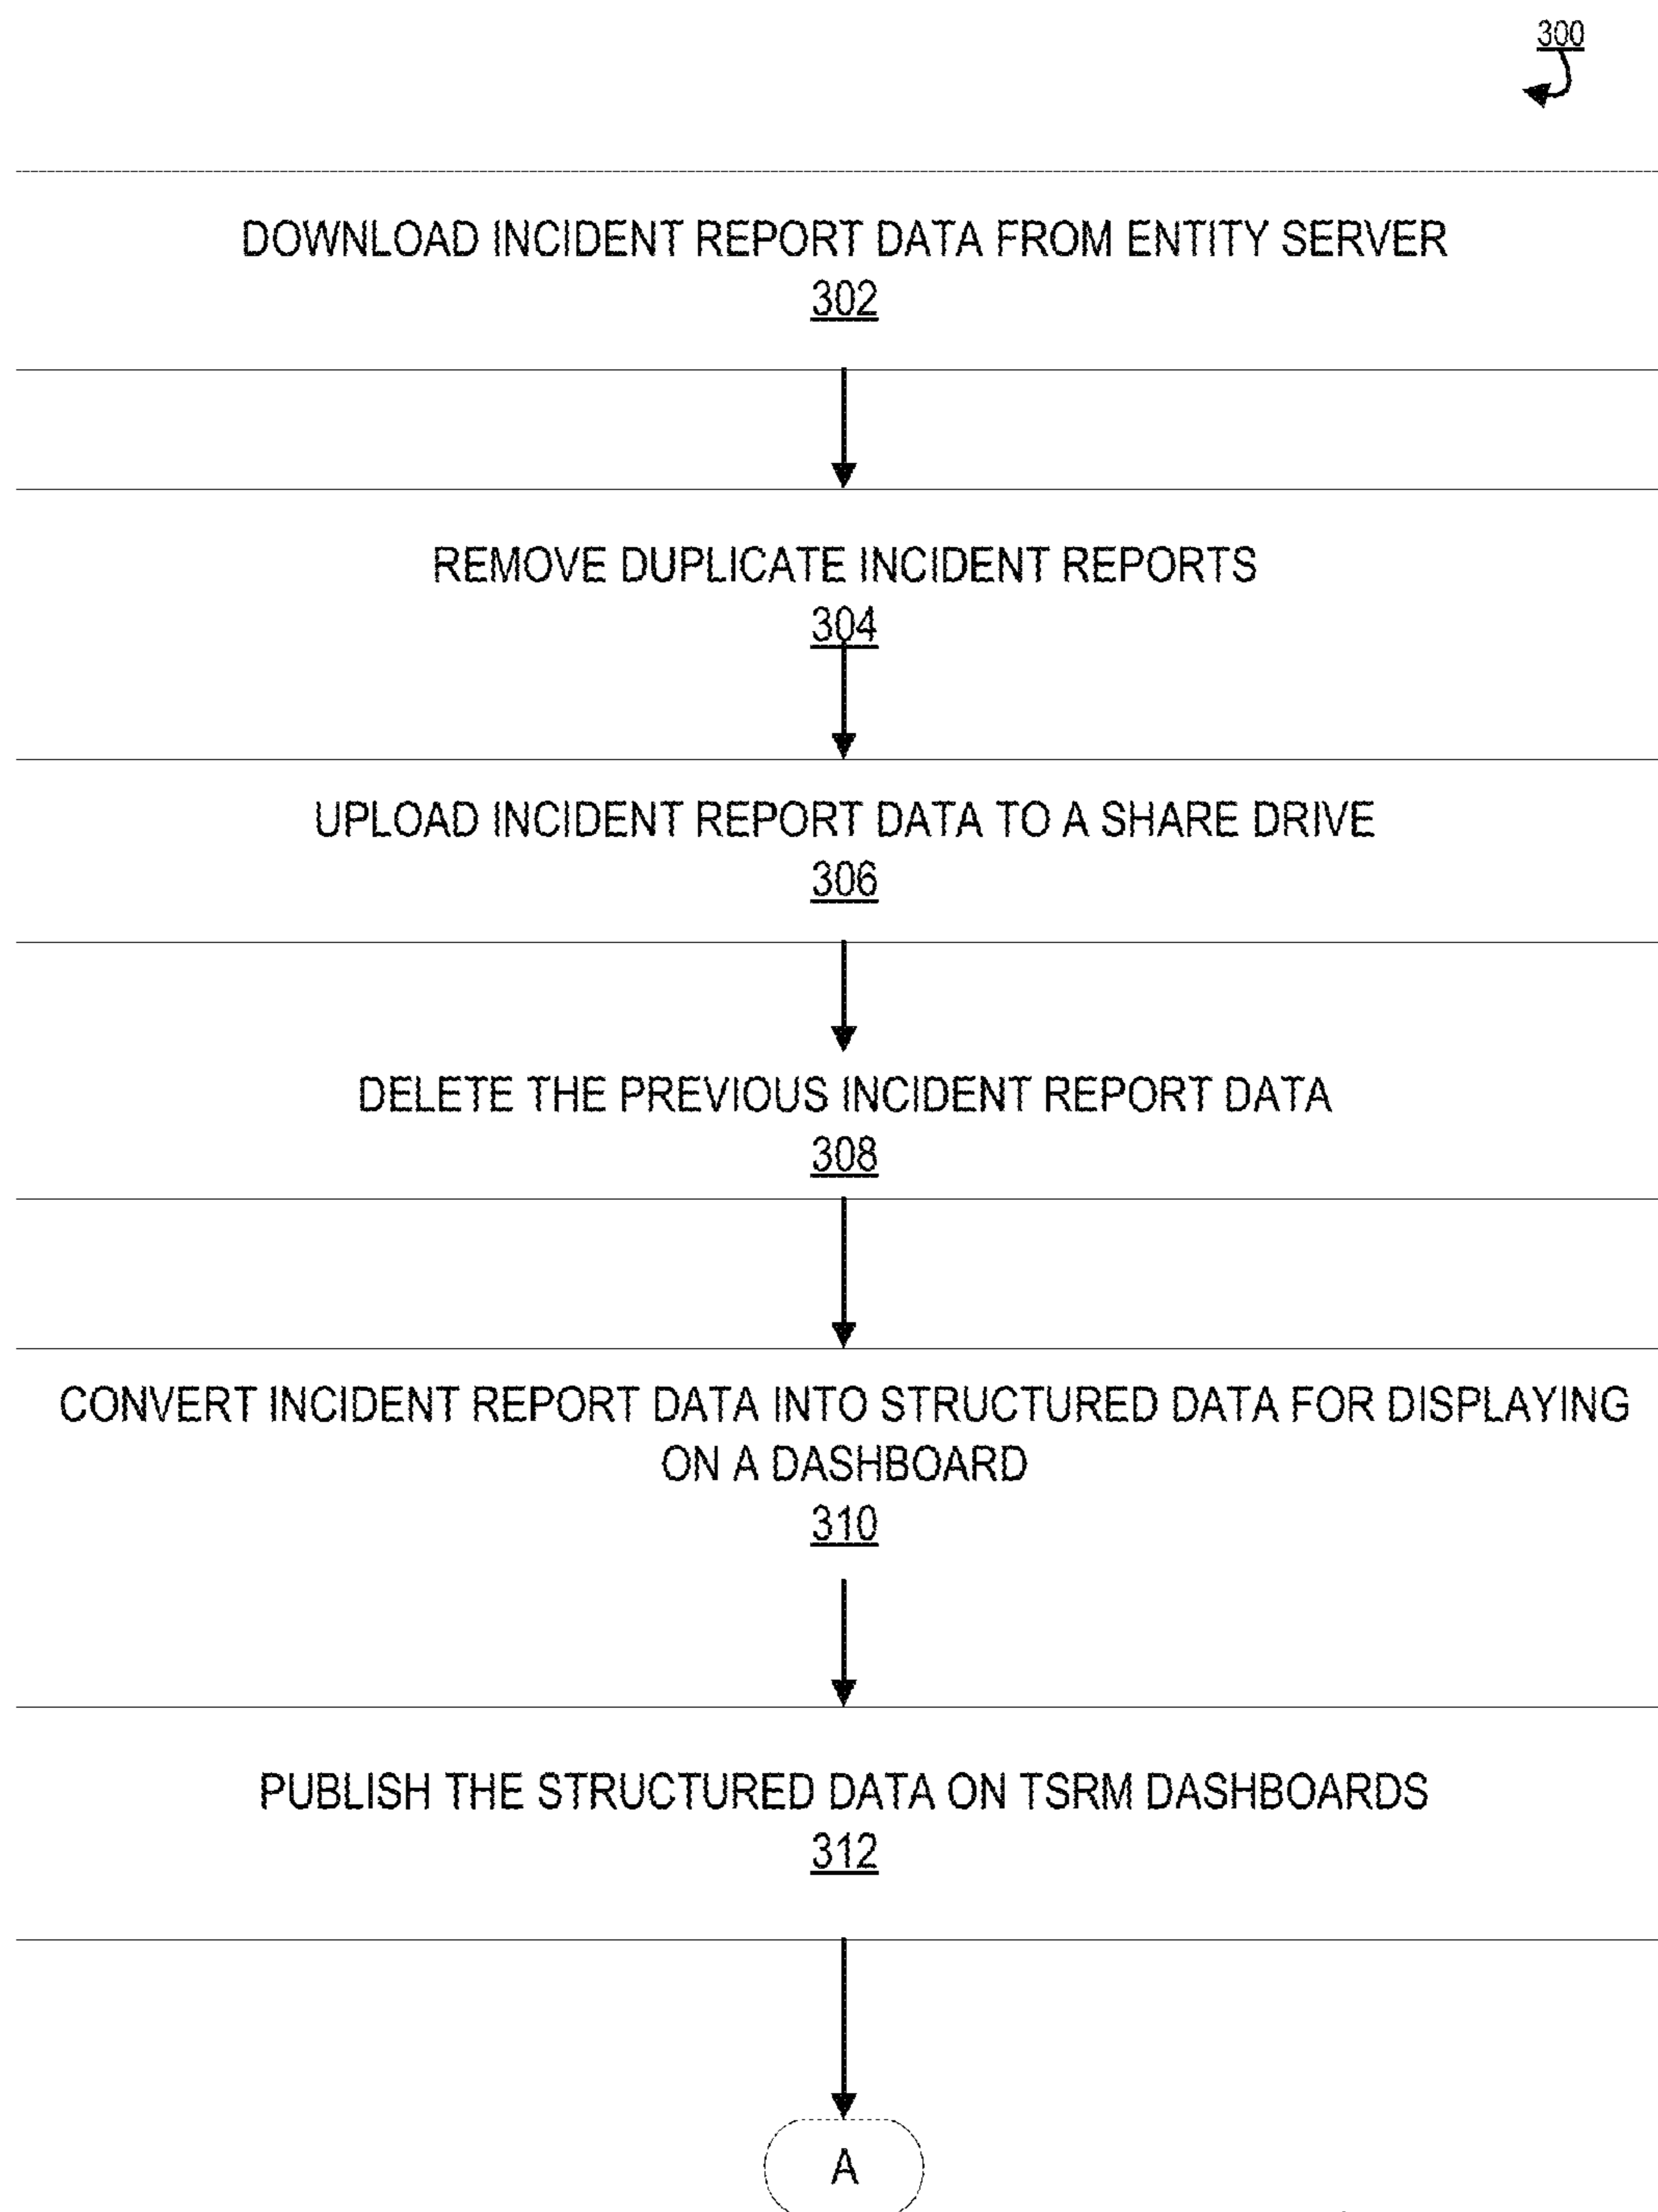 300
DOWNLOAD INCIDENT REPORT DATA FROM ENTITY SERVER
302
REMOVE DUPLICATE INCIDENT REPORTS
304
UPLOAD INCIDENT REPORT DATA TO A SHARE DRIVE
306
DELETE THE PREVIOUS INCIDENT REPORT DATA
308
CONVERT INCIDENT REPORT DATA INTO STRUCTURED DATA FOR DISPLAYING
ON A DASHBOARD
310
PUBLISH THE STRUCTURED DATA ON TSRM DASHBOARDS
312
A